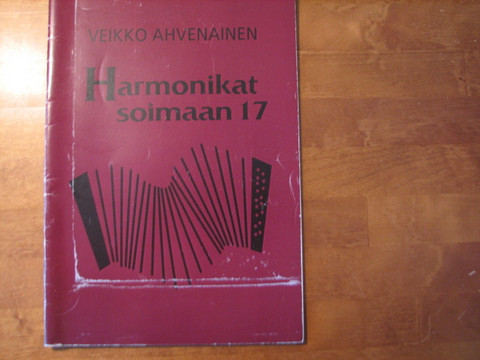 VEIKKO AHVENAINEN
Harmonikat
soimaan 17